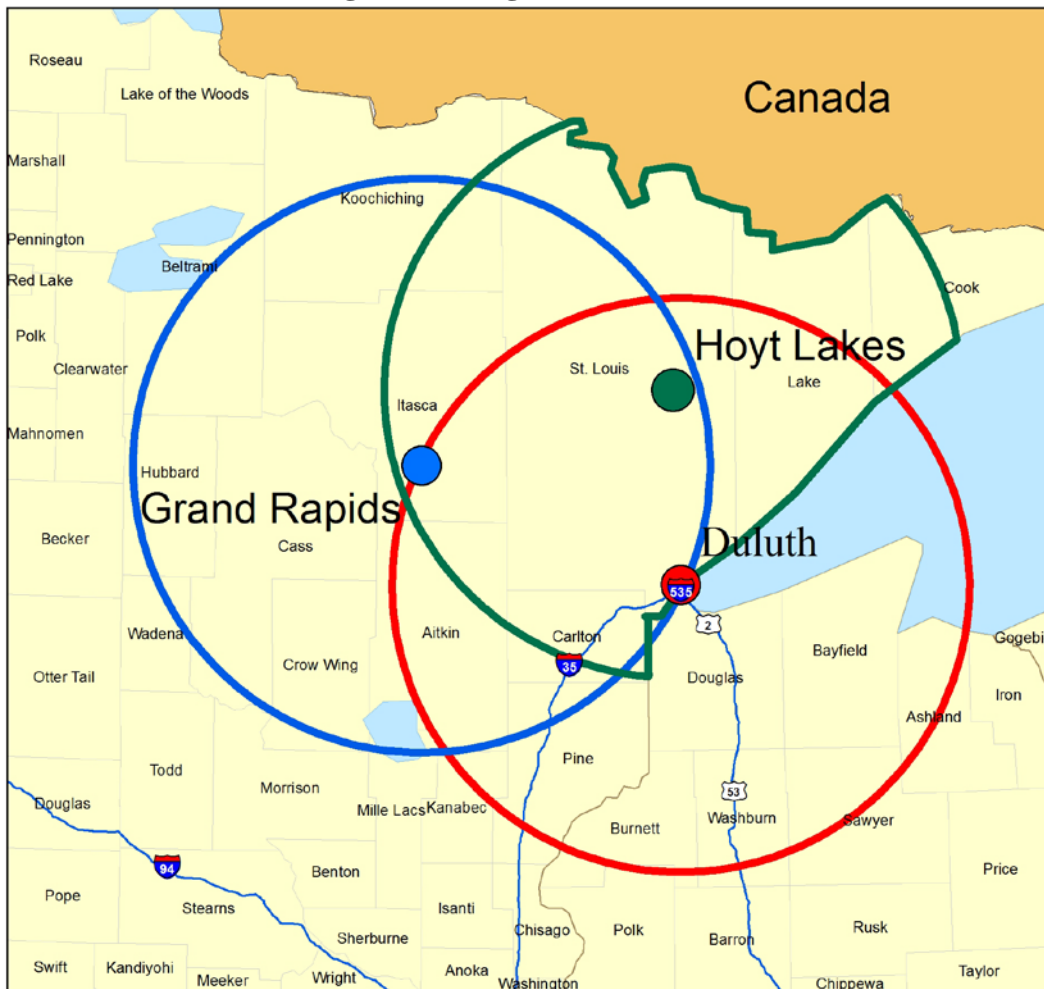 Roseau
Lake of the Woods
Canada
Marshall
Koochiching
Pennington
Beltrami
Red Lake
Cook
Polk
Clearwater
St. Louis
Hoyt Lakes
Lake
Itasca
Mahnomen
Hubbard
Grand Rapids
Becker
Cass
Duluth
535
Wadena
Aitkin
Carlton
2
35
Crow Wing
Otter Tail
Douglas
Bayfield
Gogebi
Iron
Ashland
Todd
Pine
Morrison
53
Douglas
Mille Lacs
Kanabec
Burnett
Washburn
Sawyer
94
Benton
Price
Pope
Stearns
Isanti
Chisago
Polk
Rusk
Sherburne
Barron
Swift
Kandiyohi
Meeker
Wright
Anoka
Washington
Chippewa
Taylor